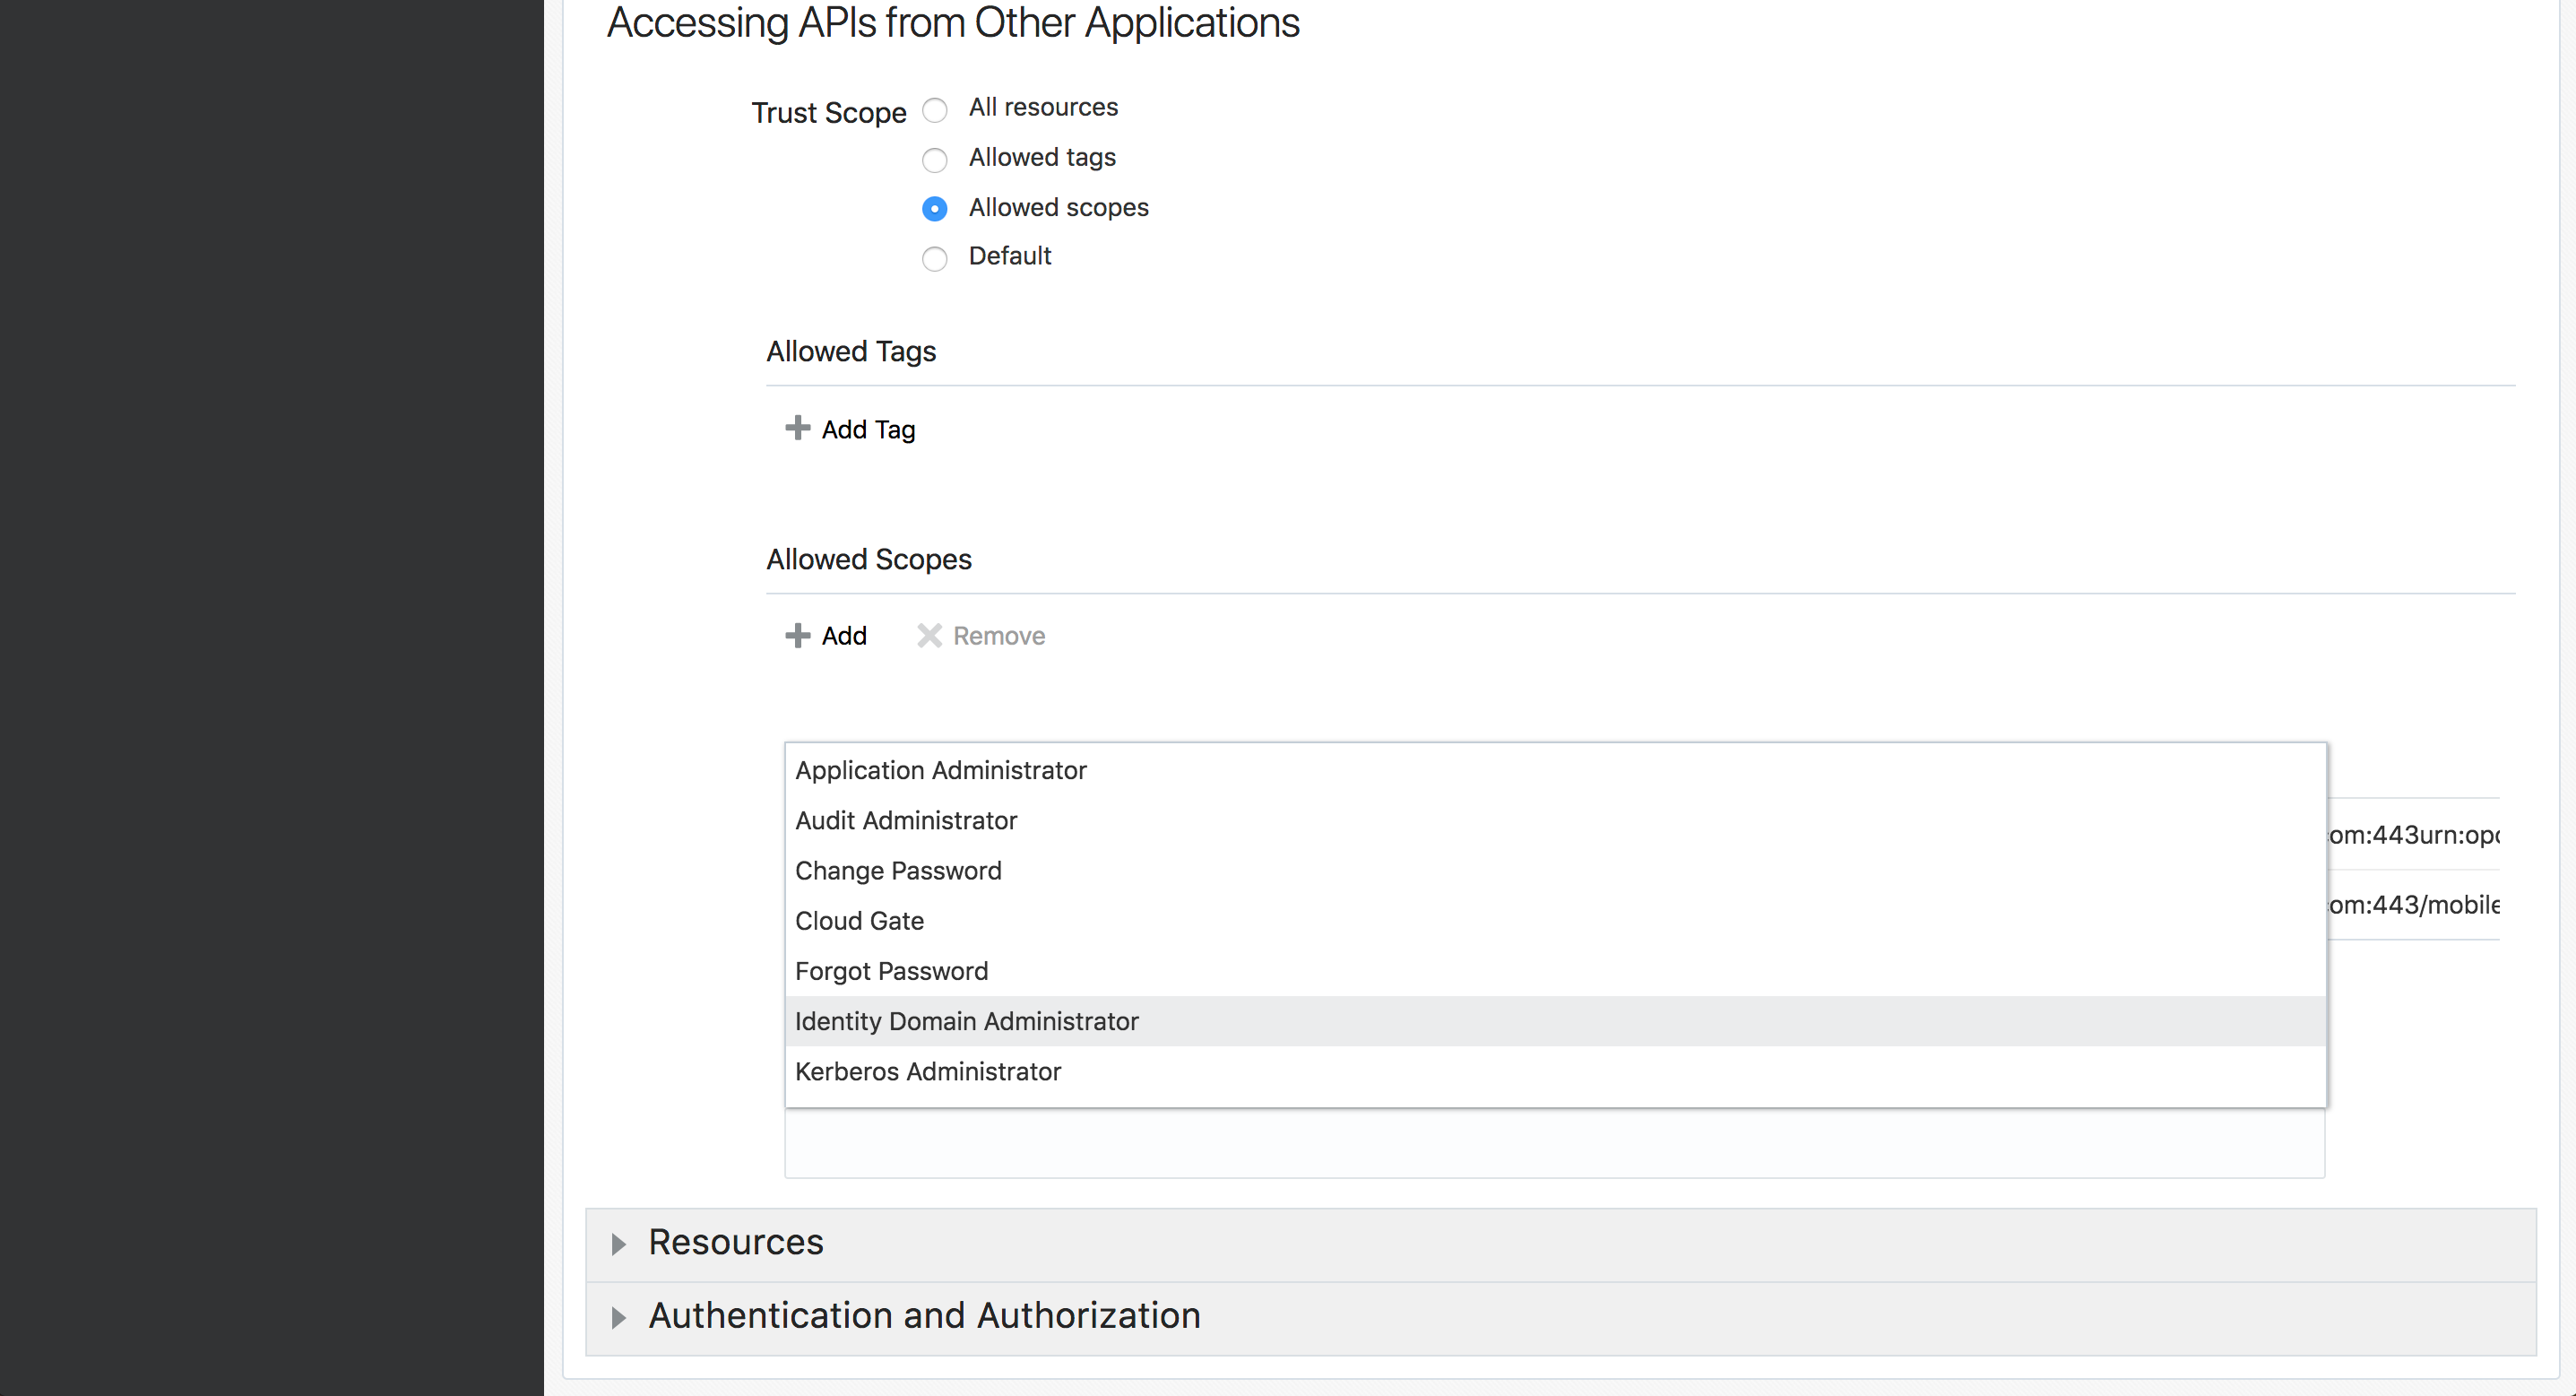 Accessing APIs from Other Applications
Trust Scope
All resources
Allowed tags
Allowed scopes
Default
Allowed Tags
Add Tag
Allowed Scopes
Add Remove
Application Administrator
Audit Administrator
om:443urn:opc
Change Password
om:443/mobile
Cloud Gate
Forgot Password
Identity Domain Administrator
Kerberos Administrator
Resources
Authentication and Authorization